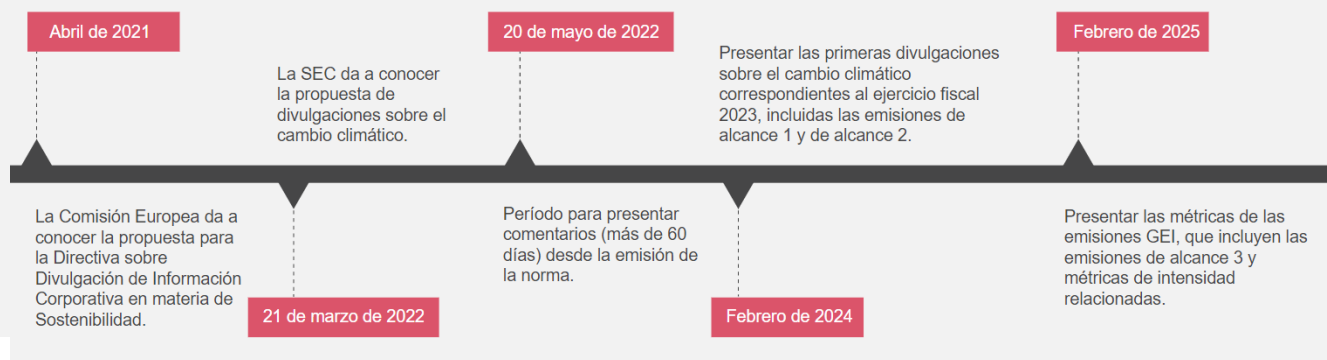 Abril de 2021
La Comisión Europea da a
conocer la propuesta para
la Directiva sobre
Divulgación de Información
Corporativa en materia de
Sostenibilidad.
La SEC da a conocer
la propuesta de
divulgaciones sobre el
cambio climático.
21 de marzo de 2022
20 de mayo de 2022
Período para presentar
comentarios (más de 60
días) desde la emisión de
la norma.
Presentar las primeras divulgaciones
sobre el cambio climático
correspondientes al ejercicio fiscal
2023, incluidas las emisiones de
alcance 1 y de alcance 2.
Febrero de 2024
Febrero de 2025
Presentar las métricas de las
emisiones GEI, que incluyen las
emisiones de alcance 3 y
métricas de intensidad
relacionadas.